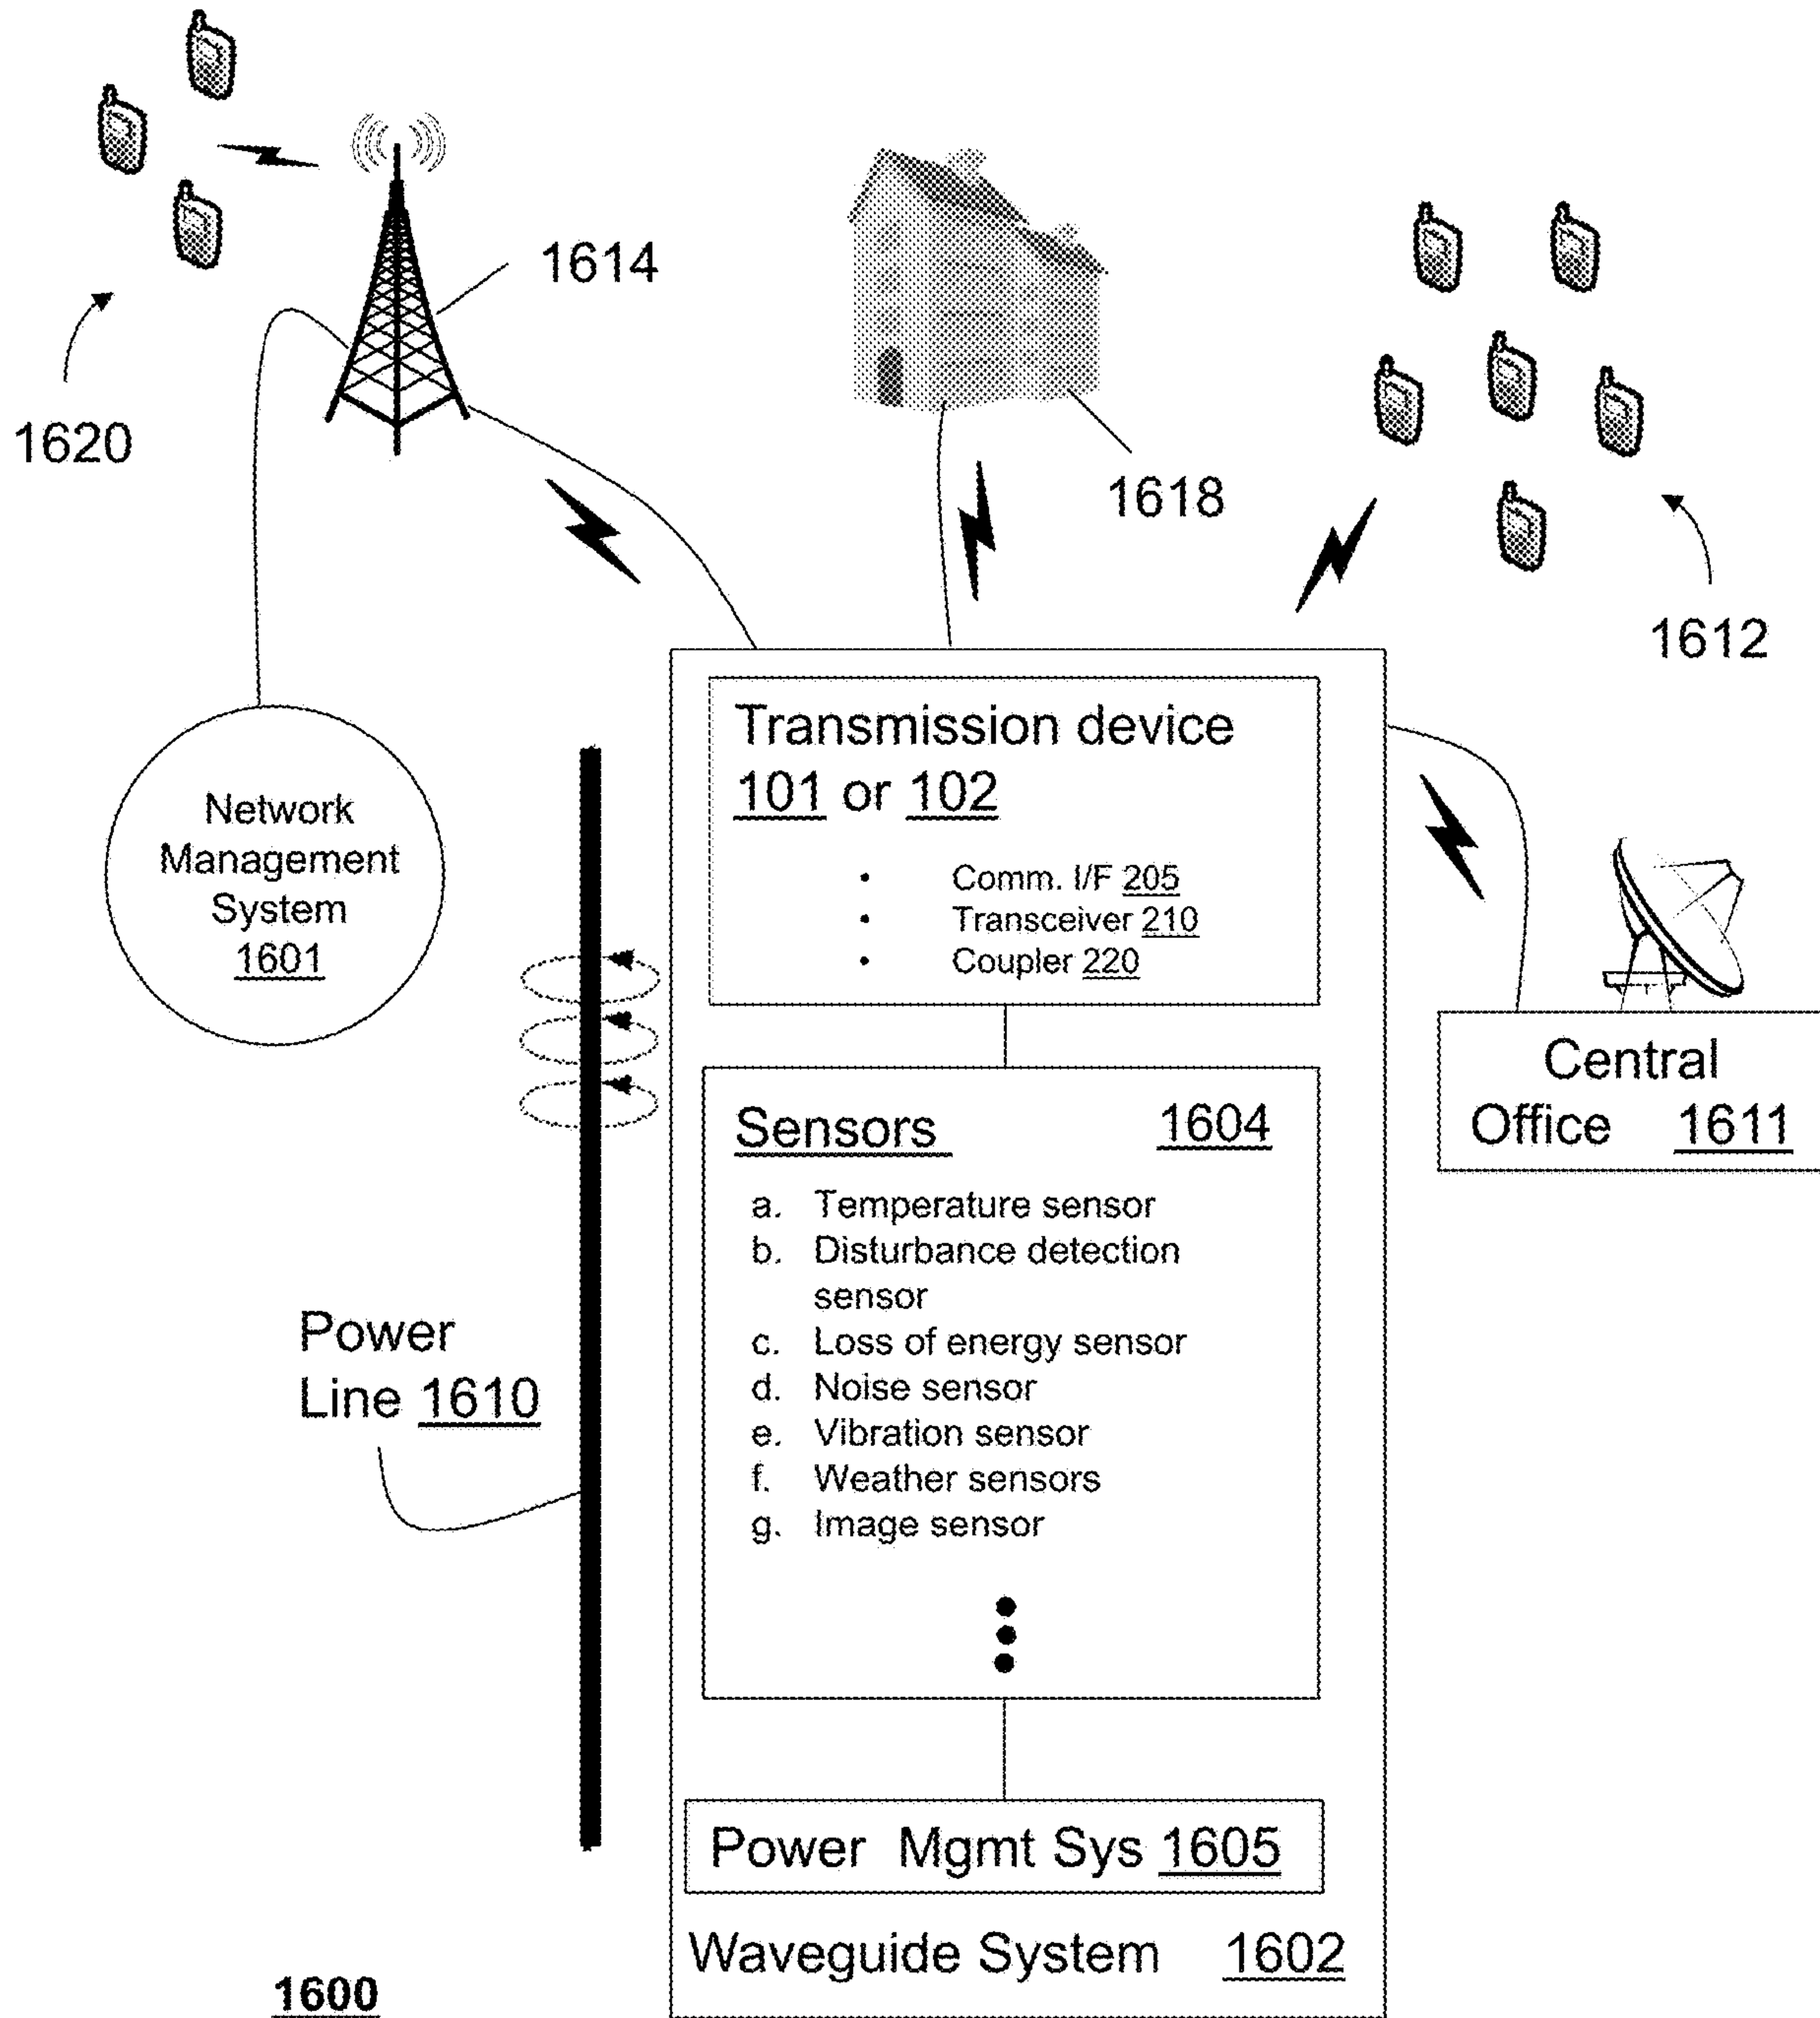 1614
1620
1618
1612
Network
Management
System
1601
Transmission device
101 or 102
• Comm. I/F 205
• Transceiver 210
• Coupler 220
Central
Office 1611
Sensors 1604
a. Temperature sensor
b. Disturbance detection
sensor
c. Loss of energy sensor
d. Noise sensor
e. Vibration sensor
f. Weather sensors
g. Image sensor
Power
Line 1610
Power Mgmt Sys 1605
Waveguide System 1602
1600